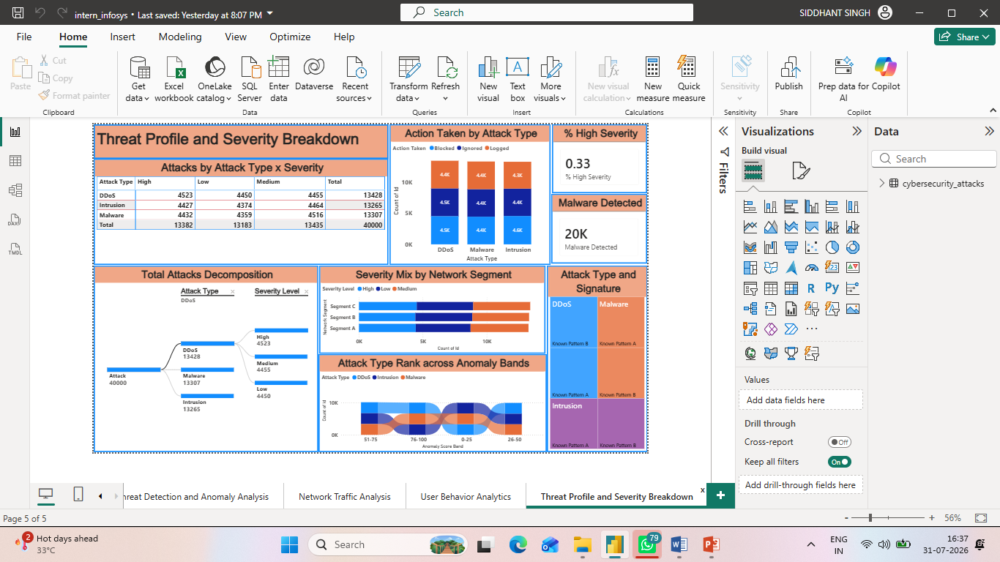 intern_infosys • Last saved: Yesterday at 8:07 PM
Search
SIDDHANT SINGH
File Home Insert Modeling View Optimize Help
Share
Paste
Cut
Copy
Format painter
Clipboard
Get data
Excel workbook
OneLake catalog
SQL Server
Enter data
Dataverse
Recent sources
Data
Transform data
Refresh
Queries
New visual
Text box
More visuals
Insert
New visual calculation
New measure
Quick measure
Calculations
Sensitivity
Sensitivity
Publish
Share
Prep data for AI
Copilot
Copilot
DAX
TMDL
Threat Profile and Severity Breakdown
Attacks by Attack Type x Severity
Attack Type High Low Medium Total
DDoS 4523 4450 4455 13428
Intrusion 4427 4374 4464 13265
Malware 4432 4359 4516 13307
Total 13382 13183 13435 40000
Action Taken by Attack Type
Action Taken Blocked Ignored Logged
Count of Id
10K
5K
0K
4.4K 4.4K 4.3K
4.5K 4.4K 4.4K
4.5K 4.4K 4.6K
DDoS Malware Intrusion
Attack Type
% High Severity
0.33
% High Severity
Malware Detected
20K
Malware Detected
Total Attacks Decomposition
Attack Type × Severity Level ×
DDoS
Attack
40000
DDoS
13428
Malware
13307
Intrusion
13265
High
4523
Medium
4455
Low
4450
Severity Mix by Network Segment
Severity Level High Low Medium
Network Segment
Segment C
Segment B
Segment A
0K 5K 10K
Count of Id
Attack Type Rank across Anomaly Bands
Attack Type DDoS Intrusion Malware
Count of Id
10K
0K
51-75 76-100 0-25 26-50
Anomaly Score Band
Attack Type and Signature
DDoS Malware
Known Pattern B Known Pattern A
Known Pattern A Known Pattern B
Intrusion
Known Pattern A Known Pattern B
Filters
Visualizations
Build visual
123
R
Py
Values
Add data fields here
Drill through
Cross-report Off
Keep all filters On
Add drill-through fields here
Data
Search
cybersecurity_attacks
hreat Detection and Anomaly Analysis
Network Traffic Analysis
User Behavior Analytics
Threat Profile and Severity Breakdown x
+
Page 5 of 5
- + 56%
2
Hot days ahead
33°C
Search
79
ENG
IN
16:37
31-07-2026